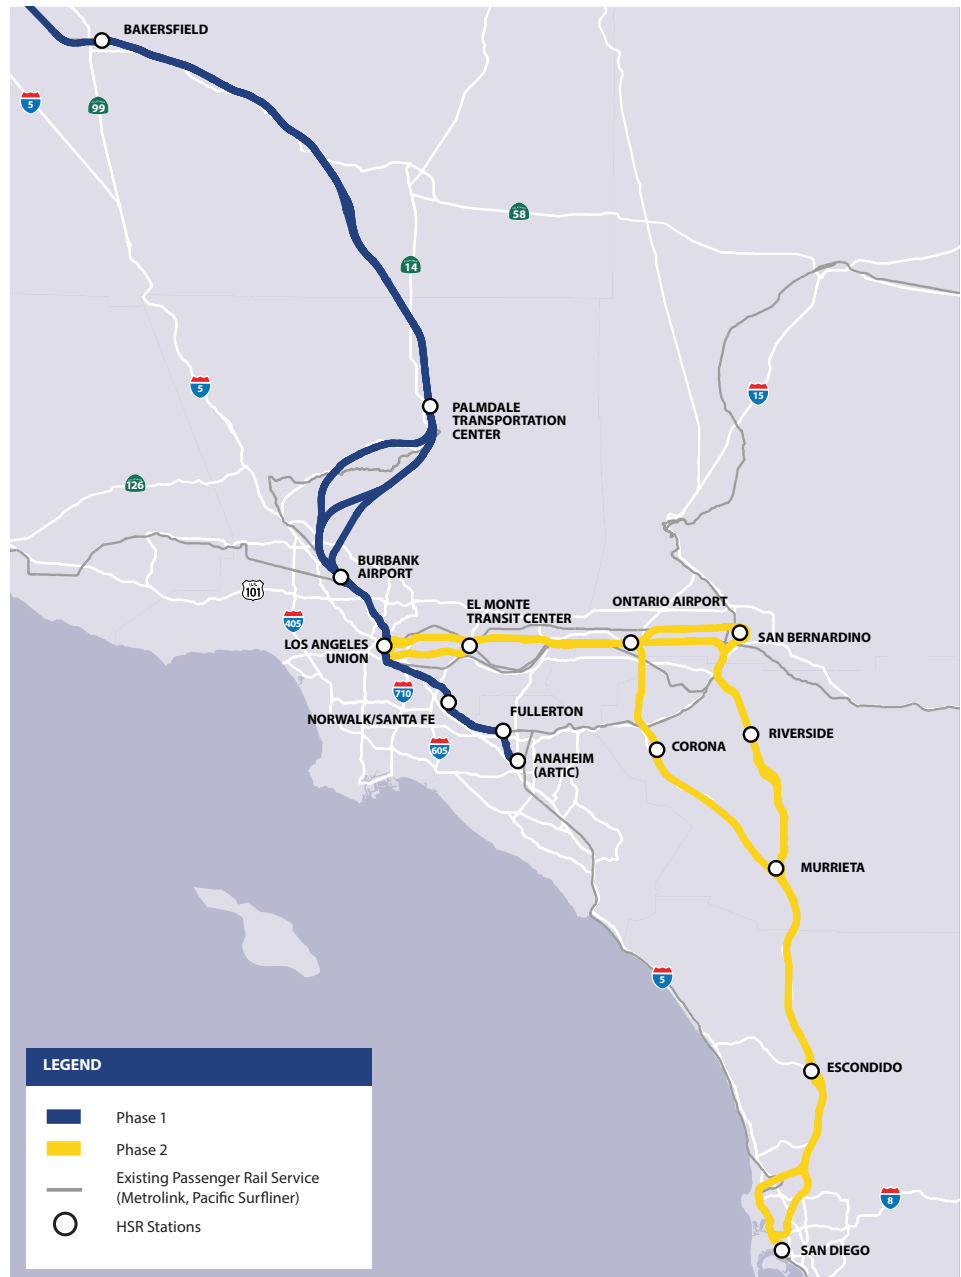 BAKERSFIELD
5
99
58
14
5
15
PALMDALE
TRANSPORTATION
CENTER
126
BURBANK
AIRPORT
U.S.
101
405
EL MONTE
TRANSIT CENTER
ONTARIO AIRPORT
SAN BERNARDINO
LOS ANGELES
UNION
710
NORWALK/SANTA FE
FULLERTON
605
ANAHEIM
(ARTIC)
CORONA
RIVERSIDE
MURRIETA
5
ESCONDIDO
8
SAN DIEGO
LEGEND
Phase 1
Phase 2
Existing Passenger Rail Service
(Metrolink, Pacific Surfliner)
HSR Stations